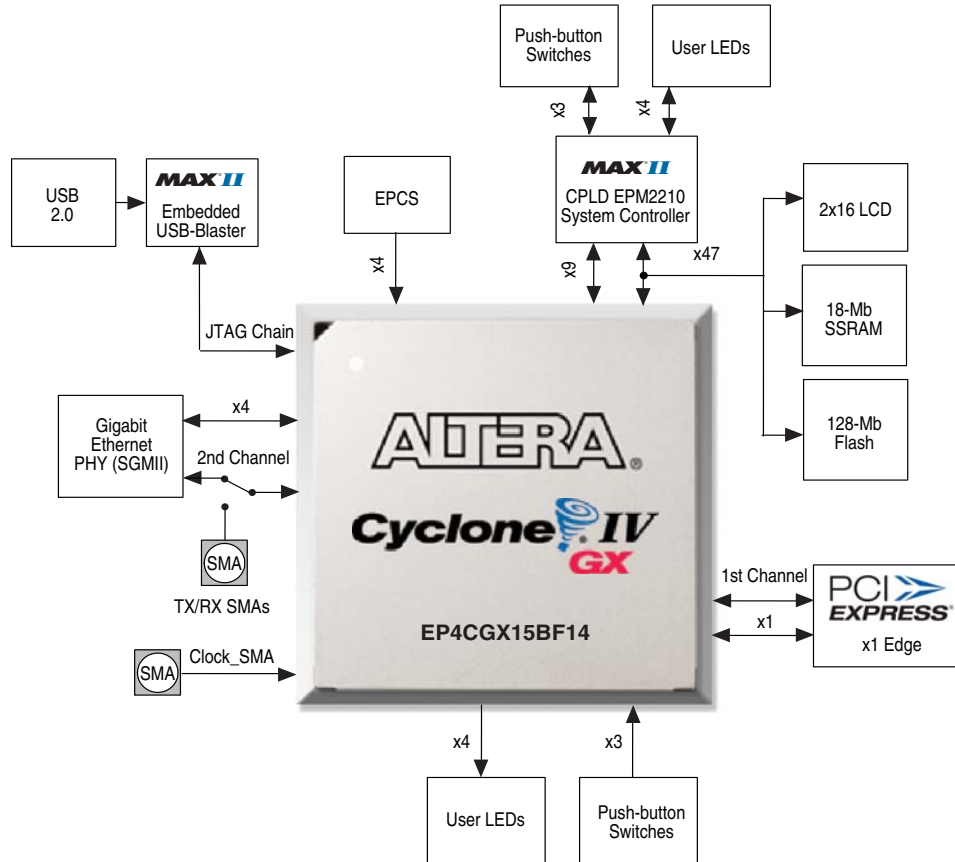 Push-button
Switches
User LEDs
x3
x4
USB
2.0
MAX II
Embedded
USB-Blaster
EPCS
MAX II
CPLD EPM2210
System Controller
2x16 LCD
x4
x9
x47
18-Mb
SSRAM
JTAG Chain
128-Mb
Flash
Gigabit
Ethernet
PHY (SGMII)
x4
2nd Channel
ALTERA®
Cyclone® IV
GX
SMA
TX/RX SMAs
1st Channel
x1
PCI
EXPRESS®
x1 Edge
EP4CGX15BF14
SMA
Clock_SMA
x4
x3
User LEDs
Push-button
Switches